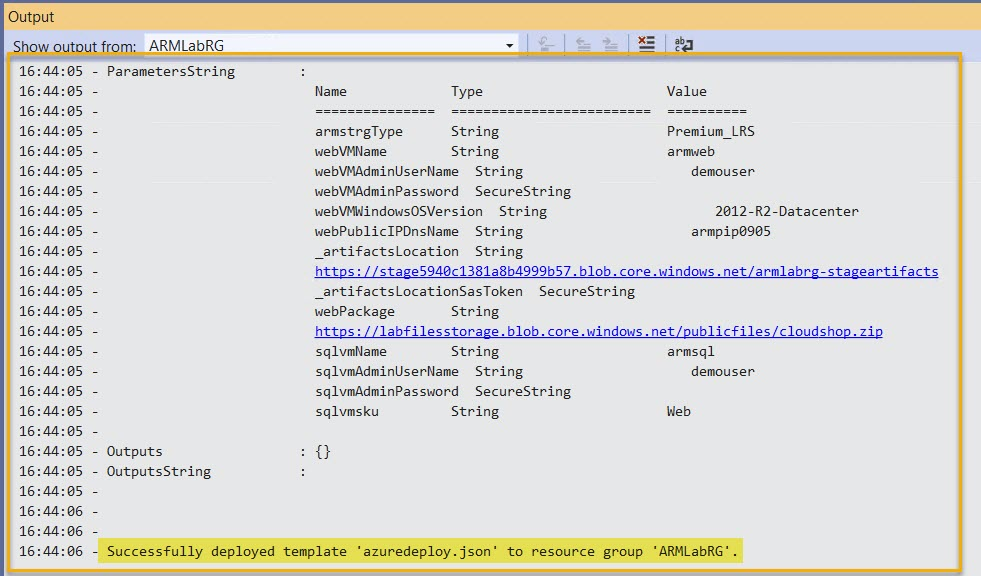 Output
Show output from: ARMLabRG
16:44:05 - ParametersString        :
16:44:05 -                           Name             Type                       Value
16:44:05 -                           ===============  =========================  ==========
16:44:05 -                           armstrgType      String                     Premium_LRS
16:44:05 -                           webVMName        String                     armweb
16:44:05 -                           webVMAdminUserName  String                     demouser
16:44:05 -                           webVMAdminPassword  SecureString
16:44:05 -                           webVMWindowsOSVersion  String                     2012-R2-Datacenter
16:44:05 -                           webPublicIPDnsName  String                     armpip0905
16:44:05 -                           _artifactsLocation  String
16:44:05 -                           https://stage5940c1381a8b4999b57.blob.core.windows.net/armlabrg-stageartifacts
16:44:05 -                           _artifactsLocationSasToken  SecureString
16:44:05 -                           webPackage       String
16:44:05 -                           https://labfilesstorage.blob.core.windows.net/publicfiles/cloudshop.zip
16:44:05 -                           sqlvmName        String                     armsql
16:44:05 -                           sqlvmAdminUserName  String                     demouser
16:44:05 -                           sqlvmAdminPassword  SecureString
16:44:05 -                           sqlvmsku         String                     Web
16:44:05 -
16:44:05 - Outputs                 : {}
16:44:05 - OutputsString           :
16:44:05 -
16:44:06 -
16:44:06 -
16:44:06 - Successfully deployed template 'azuredeploy.json' to resource group 'ARMLabRG'.